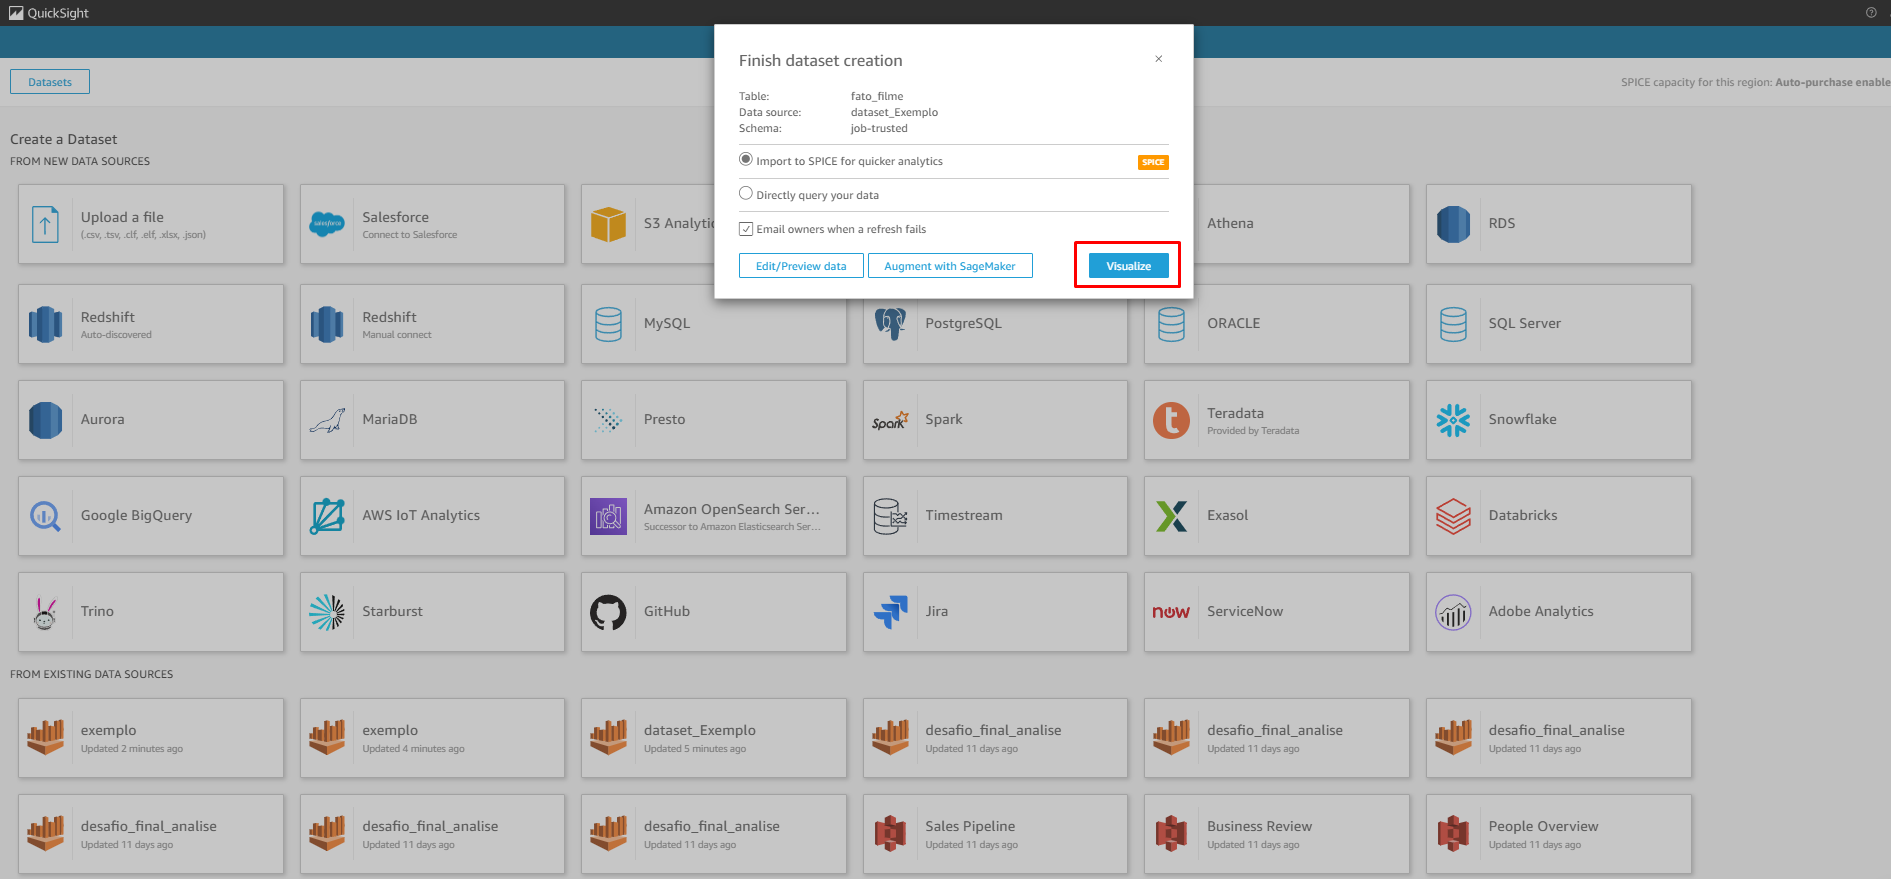 QuickSight
Datasets
SPICE capacity for this region: Auto-purchase enable
Finish dataset creation
Table: fato_filme
Data source: dataset_Exemplo
Schema: job-trusted
Import to SPICE for quicker analytics
SPICE
Directly query your data
Email owners when a refresh fails
Edit/Preview data
Augment with SageMaker
Visualize
Create a Dataset
FROM NEW DATA SOURCES
Upload a file
(.csv, .tsv, .clf, .elf, .xlsx, .json)
salesforce
Salesforce
Connect to Salesforce
S3 Analytic
Athena
RDS
Redshift
Auto-discovered
Redshift
Manual connect
MySQL
PostgreSQL
ORACLE
SQL Server
Aurora
MariaDB
Presto
Spark
Spark
Teradata
Provided by Teradata
Snowflake
Google BigQuery
AWS IoT Analytics
Amazon OpenSearch Ser...
Successor to Amazon Elasticsearch Ser...
Timestream
Exasol
Databricks
Trino
Starburst
GitHub
Jira
now
ServiceNow
Adobe Analytics
FROM EXISTING DATA SOURCES
exemplo
Updated 2 minutes ago
exemplo
Updated 4 minutes ago
dataset_Exemplo
Updated 5 minutes ago
desafio_final_analise
Updated 11 days ago
desafio_final_analise
Updated 11 days ago
desafio_final_analise
Updated 11 days ago
desafio_final_analise
Updated 11 days ago
desafio_final_analise
Updated 11 days ago
desafio_final_analise
Updated 11 days ago
Sales Pipeline
Updated 11 days ago
Business Review
Updated 11 days ago
People Overview
Updated 11 days ago